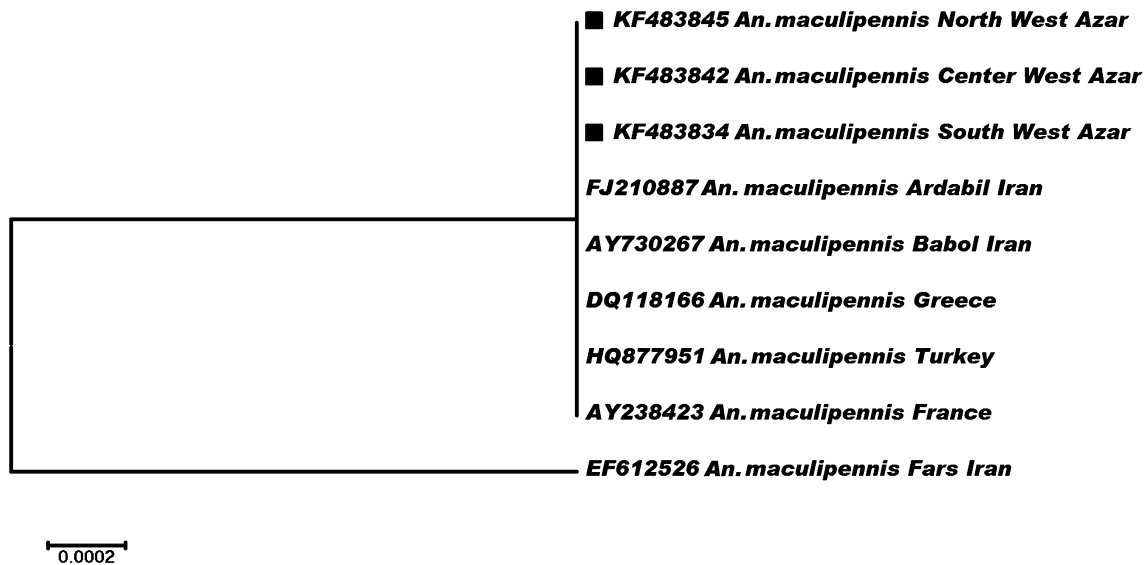 KF483845 An. maculipennis North West Azar
KF483842 An. maculipennis Center West Azar
KF483834 An. maculipennis South West Azar
FJ210887 An. maculipennis Ardabil Iran
AY730267 An. maculipennis Babol Iran
DQ118166 An. maculipennis Greece
HQ877951 An. maculipennis Turkey
AY238423 An. maculipennis France
EF612526 An. maculipennis Fars Iran
0.0002